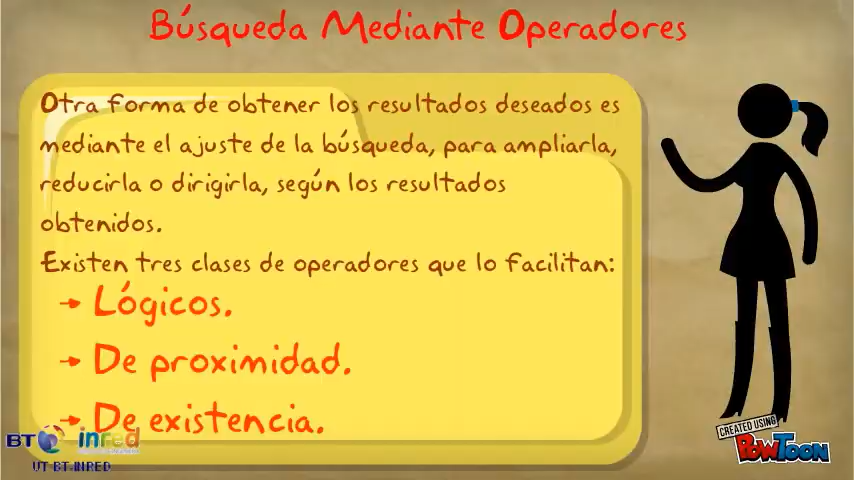 Búsqueda Mediante Operadores
Otra forma de obtener los resultados deseados es
mediante el ajuste de la búsqueda, para ampliarla,
reducirla o dirigirla, según los resultados
obtenidos.
Existen tres clases de operadores que lo facilitan:
→ Lógicos.
→ De proximidad.
→ De existencia.
BT inred
UT-BT-INRED
CREATED USING
PowToon